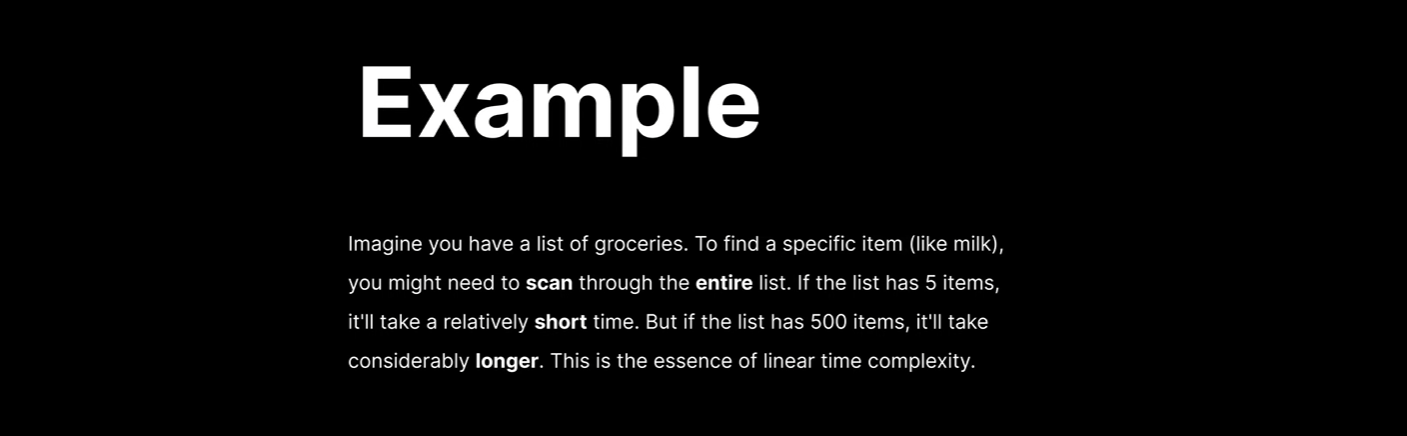 Example
Imagine you have a list of groceries. To find a specific item (like milk),
you might need to scan through the entire list. If the list has 5 items,
it'll take a relatively short time. But if the list has 500 items, it'll take
considerably longer. This is the essence of linear time complexity.